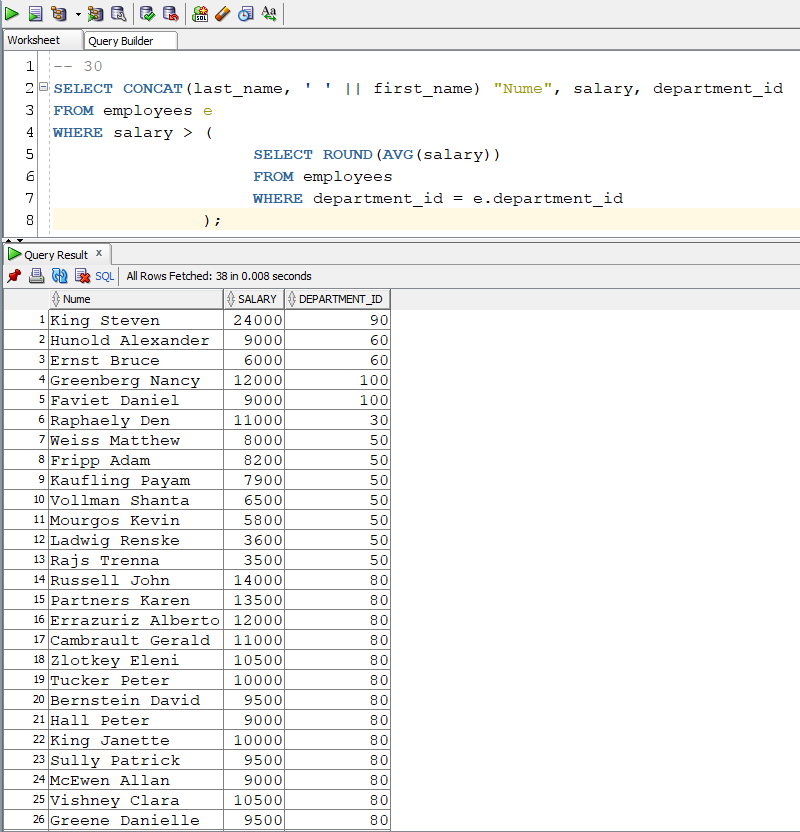 SQL
Aa
Worksheet Query Builder
1 -- 30
2 SELECT CONCAT(last_name, ' ' || first_name) "Nume", salary, department_id
3 FROM employees e
4 WHERE salary > (
5 SELECT ROUND(AVG(salary))
6 FROM employees
7 WHERE department_id = e.department_id
8 );
Query Result x
SQL All Rows Fetched: 38 in 0.008 seconds
Nume SALARY DEPARTMENT_ID
1 King Steven 24000 90
2 Hunold Alexander 9000 60
3 Ernst Bruce 6000 60
4 Greenberg Nancy 12000 100
5 Faviet Daniel 9000 100
6 Raphaely Den 11000 30
7 Weiss Matthew 8000 50
8 Fripp Adam 8200 50
9 Kaufling Payam 7900 50
10 Vollman Shanta 6500 50
11 Mourgos Kevin 5800 50
12 Ladwig Renske 3600 50
13 Rajs Trenna 3500 50
14 Russell John 14000 80
15 Partners Karen 13500 80
16 Errazuriz Alberto 12000 80
17 Cambrault Gerald 11000 80
18 Zlotkey Eleni 10500 80
19 Tucker Peter 10000 80
20 Bernstein David 9500 80
21 Hall Peter 9000 80
22 King Janette 10000 80
23 Sully Patrick 9500 80
24 McEwen Allan 9000 80
25 Vishney Clara 10500 80
26 Greene Danielle 9500 80